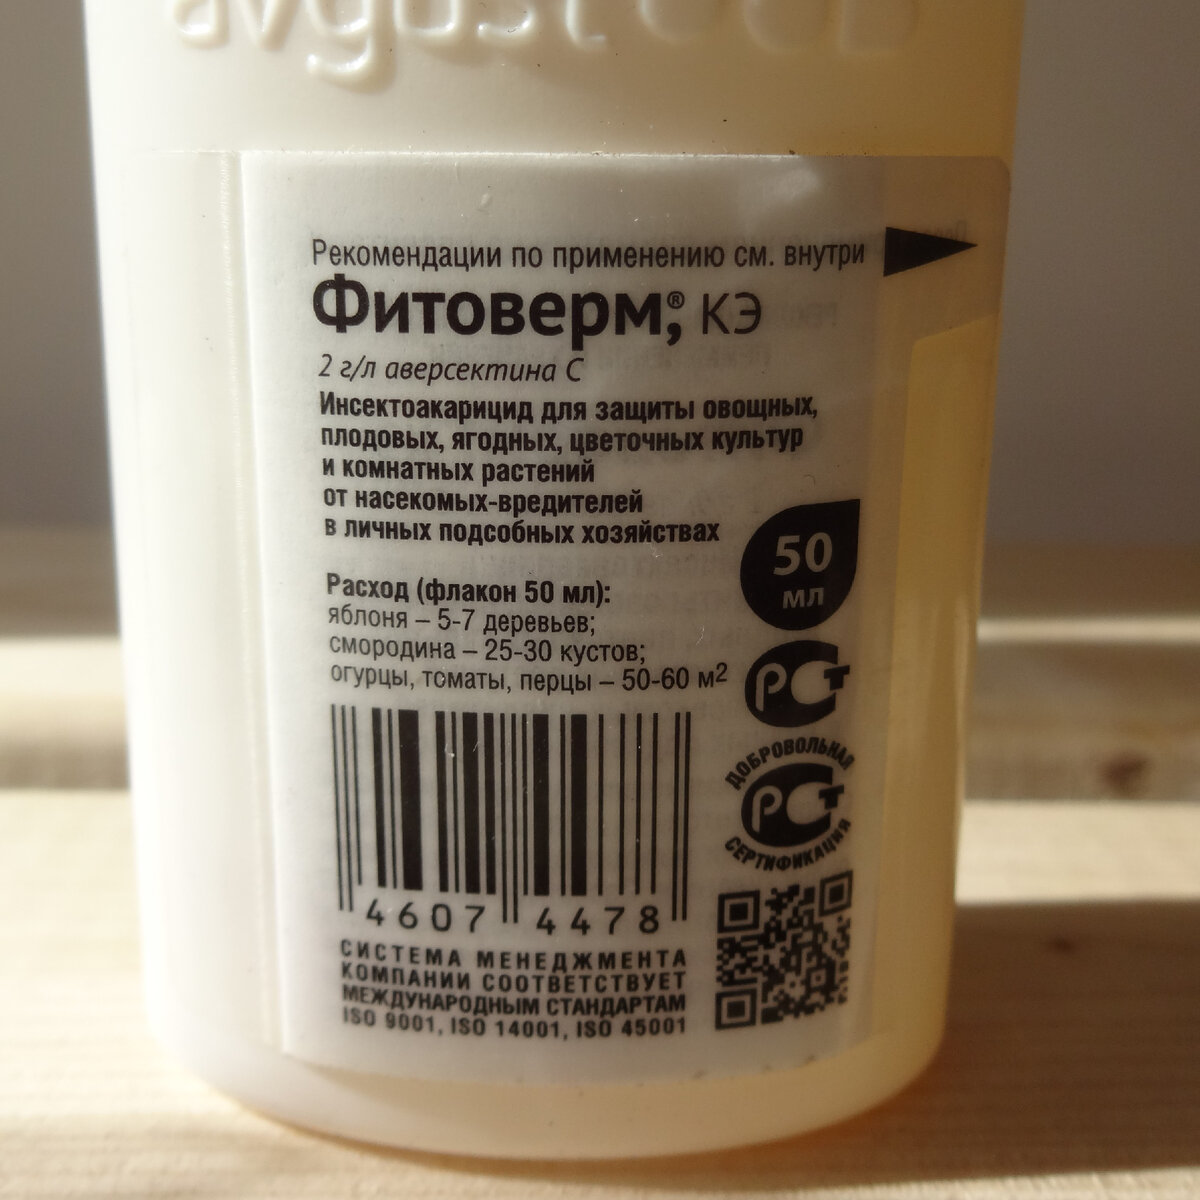 avgust
Рекомендации по применению см. внутри
Фитоверм,® КЭ
2 г/л аверсектина С
Инсектоакарицид для защиты овощных,
плодовых, ягодных, цветочных культур
и комнатных растений
от насекомых-вредителей
в личных подсобных хозяйствах
50
мл
Расход (флакон 50 мл):
яблоня – 5-7 деревьев;
смородина – 25-30 кустов;
огурцы, томаты, перцы – 50-60 м²
РСТ
ДОБРОВОЛЬНАЯ
РСТ
СЕРТИФИКАЦИЯ
4607 4478
СИСТЕМА МЕНЕДЖМЕНТА
КОМПАНИИ СООТВЕТСТВУЕТ
МЕЖДУНАРОДНЫМ СТАНДАРТАМ
ISO 9001, ISO 14001, ISO 45001